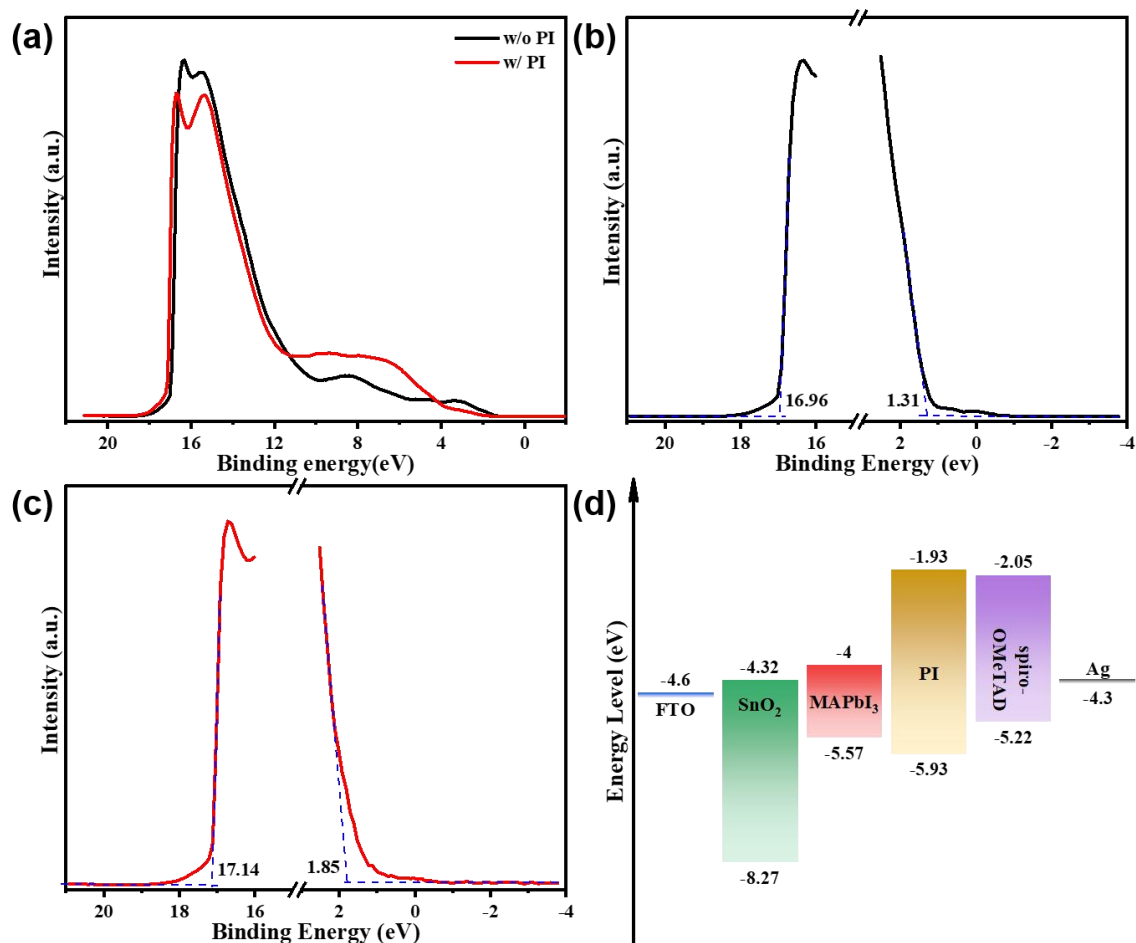 (a)
w/o PI
w/ PI
Intensity (a.u.)
20 16 12 8 4 0
Binding energy(eV)
(b)
Intensity (a.u.)
16.96
1.31
20 18 16 2 0 -2 -4
Binding Energy (ev)
(c)
Intensity (a.u.)
17.14
1.85
20 18 16 2 0 -2 -4
Binding Energy (eV)
(d)
Energy Level (eV)
-4.6
FTO
-4.32
SnO₂
-8.27
-4
MAPbI₃
-5.57
-1.93
PI
-5.93
-2.05
spiro-
OMeTAD
-5.22
Ag
-4.3